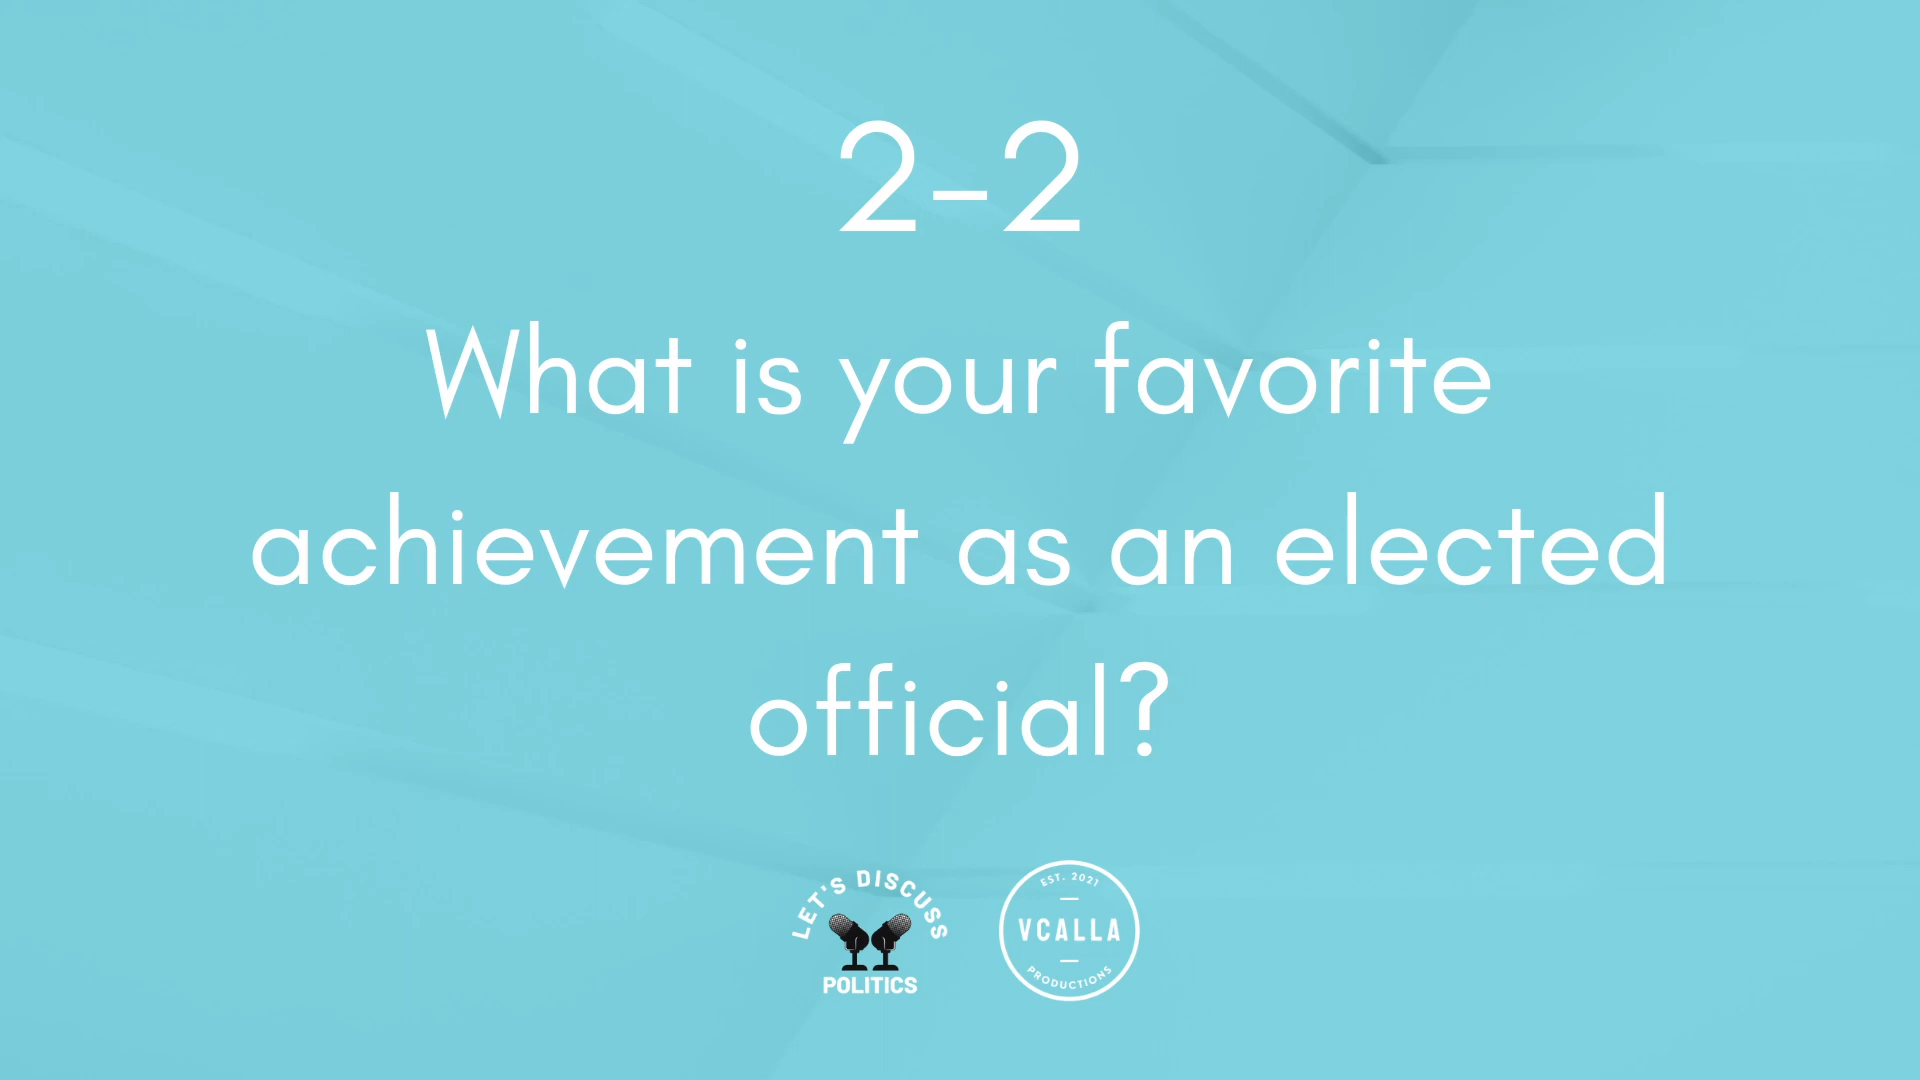 2-2
What is your favorite
achievement as an elected
official?
LET'S DISCUSS
POLITICS
EST. 2021
VCALLA
PRODUCTIONS